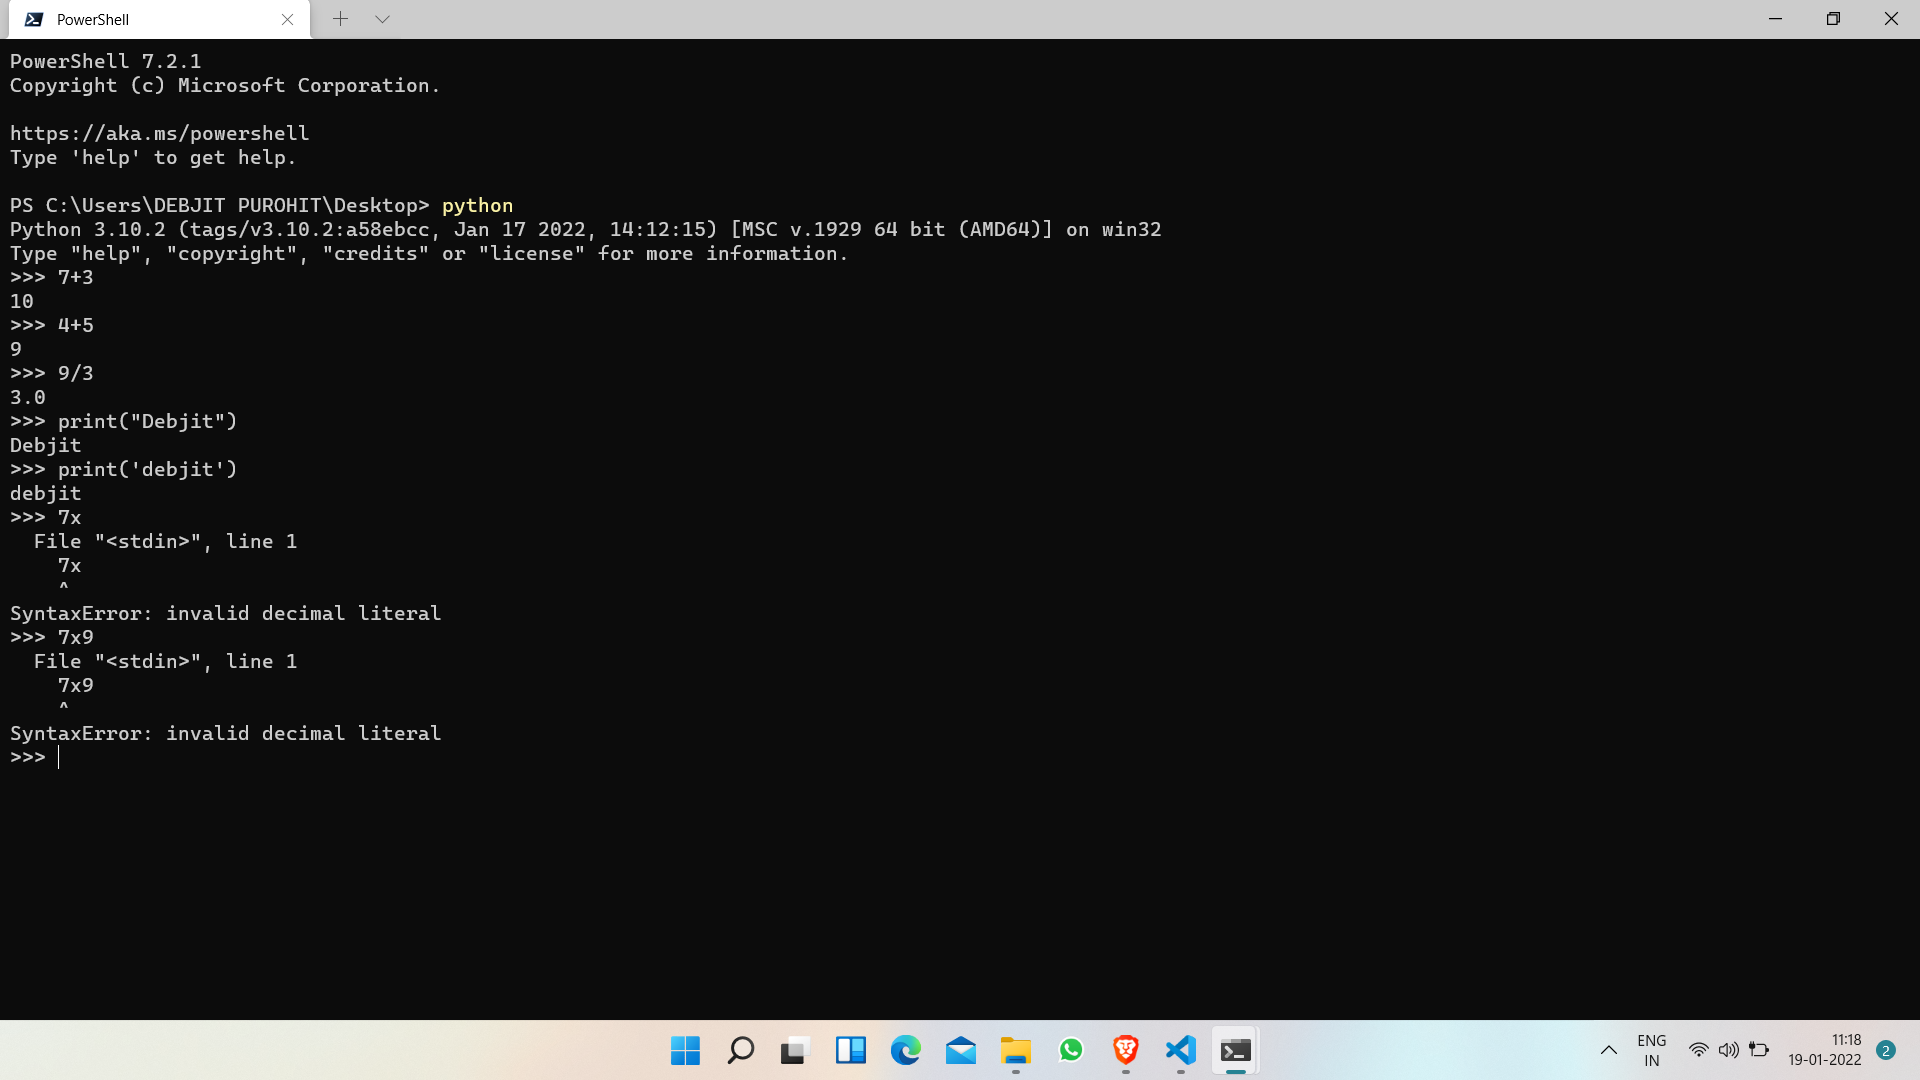 PowerShell
PowerShell 7.2.1
Copyright (c) Microsoft Corporation.
https://aka.ms/powershell
Type 'help' to get help.
PS C:\Users\DEBJIT PUROHIT\Desktop> python
Python 3.10.2 (tags/v3.10.2:a58ebcc, Jan 17 2022, 14:12:15) [MSC v.1929 64 bit (AMD64)] on win32
Type "help", "copyright", "credits" or "license" for more information.
>>> 7+3
10
>>> 4+5
9
>>> 9/3
3.0
>>> print("Debjit")
Debjit
>>> print('debjit')
debjit
>>> 7x
  File "<stdin>", line 1
    7x
    ^
SyntaxError: invalid decimal literal
>>> 7x9
  File "<stdin>", line 1
    7x9
    ^
SyntaxError: invalid decimal literal
>>>
ENG
IN
11:18
19-01-2022
2